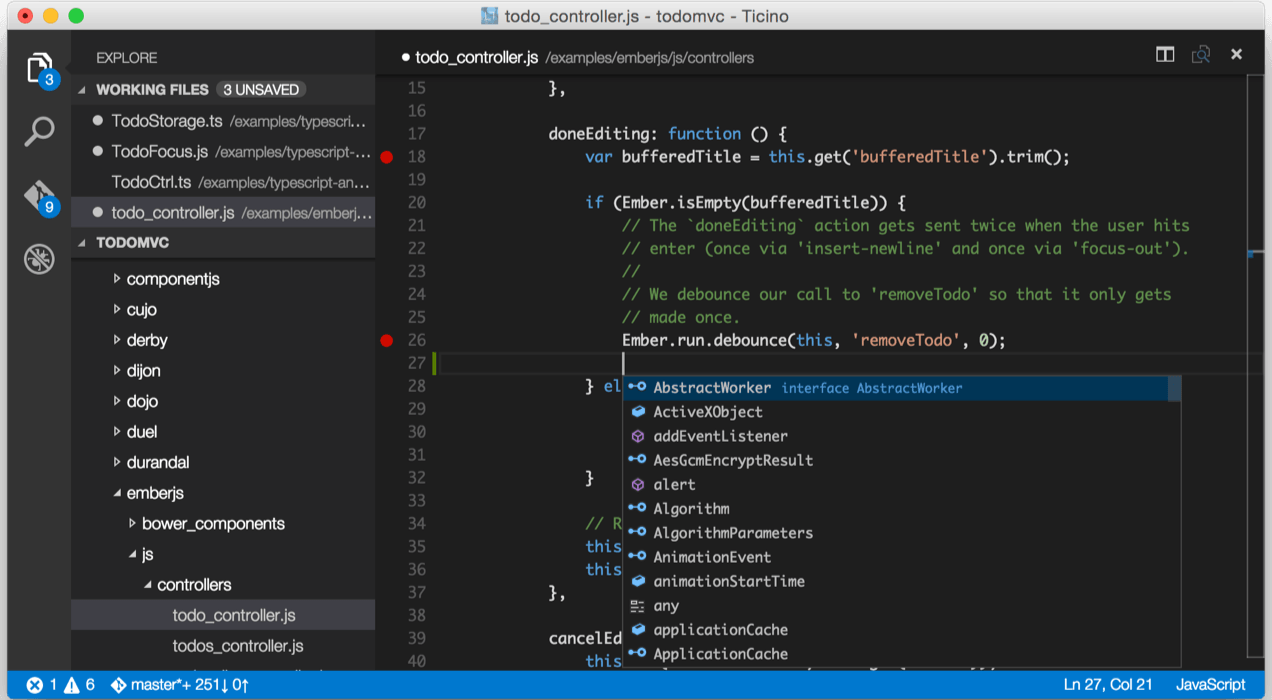 todo_controller.js - todomvc - Ticino
3
9
EXPLORE
WORKING FILES 3 UNSAVED
TodoStorage.ts /examples/typescri...
TodoFocus.js /examples/typescript-...
TodoCtrl.ts /examples/typescript-an...
todo_controller.js /examples/emberj...
TODOMVC
componentjs
cujo
derby
dijon
dojo
duel
durandal
emberjs
bower_components
js
controllers
todo_controller.js
todos_controller.js
todo_controller.js /examples/emberjs/js/controllers
15 },
16
17 doneEditing: function () {
18 var bufferedTitle = this.get('bufferedTitle').trim();
19
20 if (Ember.isEmpty(bufferedTitle)) {
21 // The `doneEditing` action gets sent twice when the user hits
22 // enter (once via 'insert-newline' and once via 'focus-out').
23 //
24 // We debounce our call to 'removeTodo' so that it only gets
25 // made once.
26 Ember.run.debounce(this, 'removeTodo', 0);
27
28 } el
29
30
31
32 }
33
34 // R
35 this
36 this
37 },
38
39 cancelEd
40 this
AbstractWorker interface AbstractWorker
ActiveXObject
addEventListener
AesGcmEncryptResult
alert
Algorithm
AlgorithmParameters
AnimationEvent
animationStartTime
any
applicationCache
ApplicationCache
1 6 master*+ 251↓ 0↑ Ln 27, Col 21 JavaScript